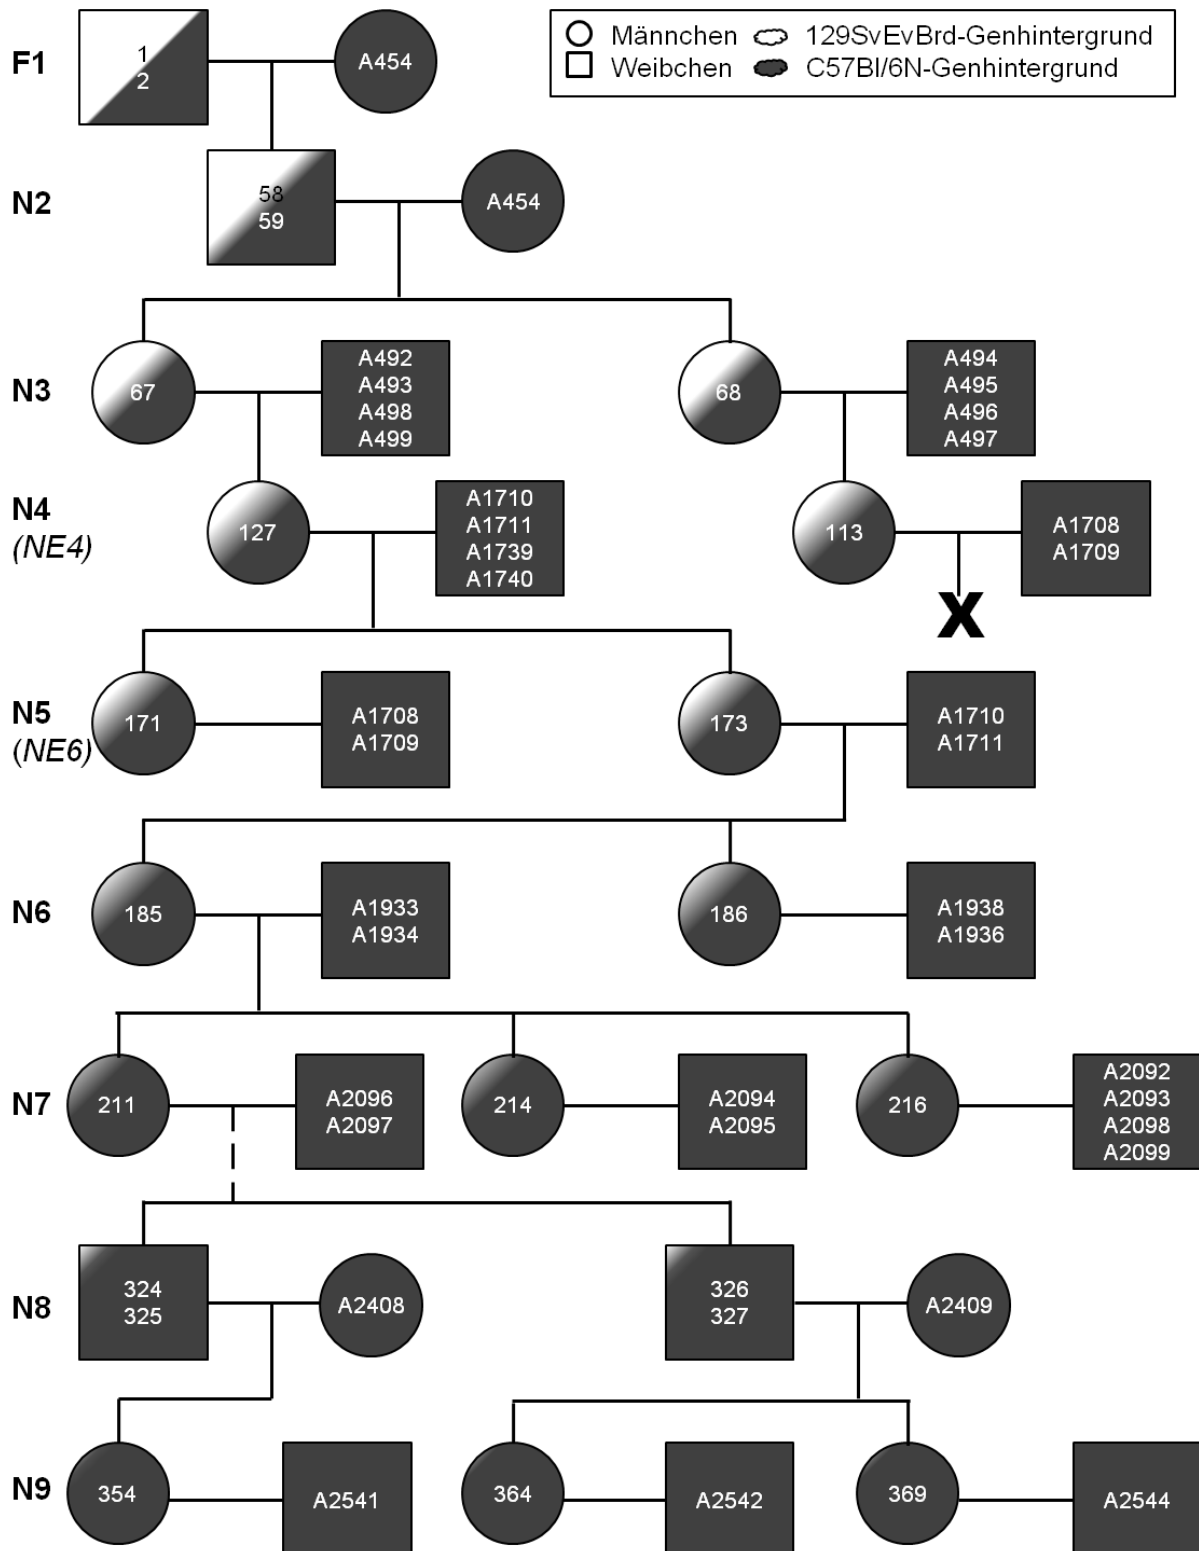 F1
1
2
A454
Männchen
129SvEvBrd-Genhintergrund
Weibchen
C57Bl/6N-Genhintergrund
N2
58
59
A454
N3
67
A492
A493
A498
A499
68
A494
A495
A496
A497
N4
(NE4)
127
A1710
A1711
A1739
A1740
113
A1708
A1709
X
N5
(NE6)
171
A1708
A1709
173
A1710
A1711
N6
185
A1933
A1934
186
A1938
A1936
N7
211
A2096
A2097
214
A2094
A2095
216
A2092
A2093
A2098
A2099
N8
324
325
A2408
326
327
A2409
N9
354
A2541
364
A2542
369
A2544